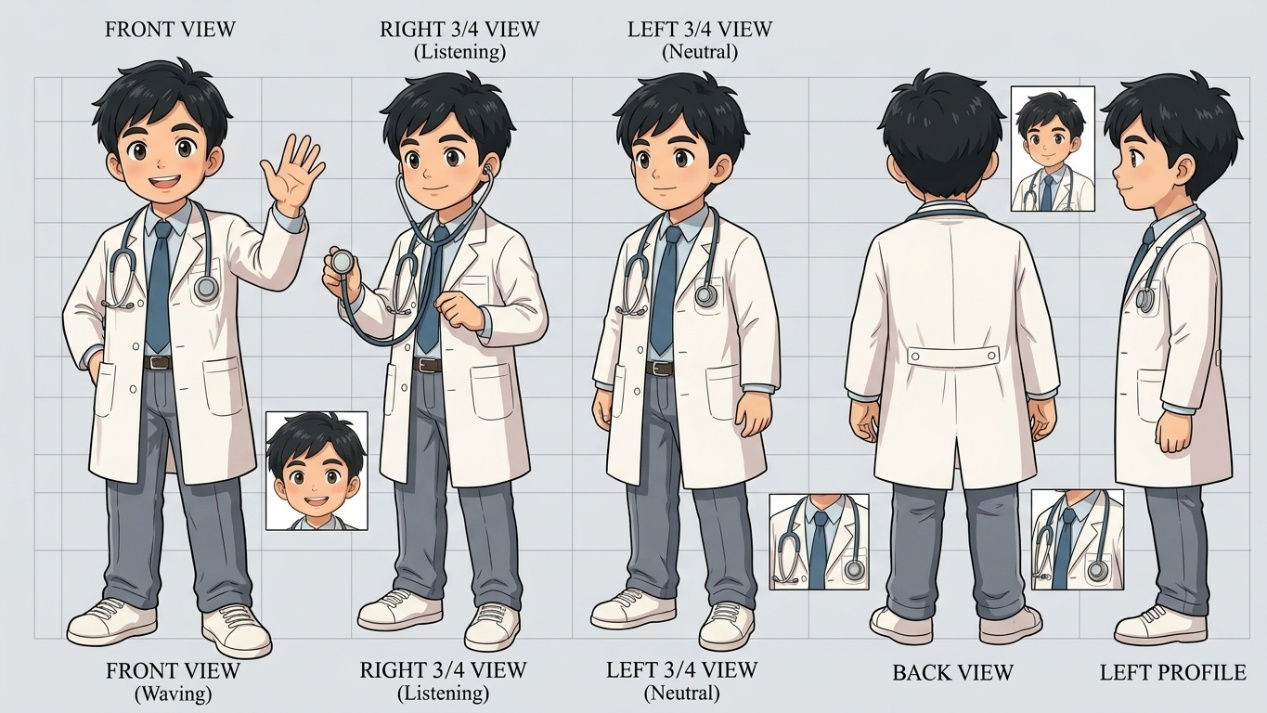 FRONT VIEW
RIGHT 3/4 VIEW
(Listening)
LEFT 3/4 VIEW
(Neutral)
FRONT VIEW
(Waving)
RIGHT 3/4 VIEW
(Listening)
LEFT 3/4 VIEW
(Neutral)
BACK VIEW
LEFT PROFILE